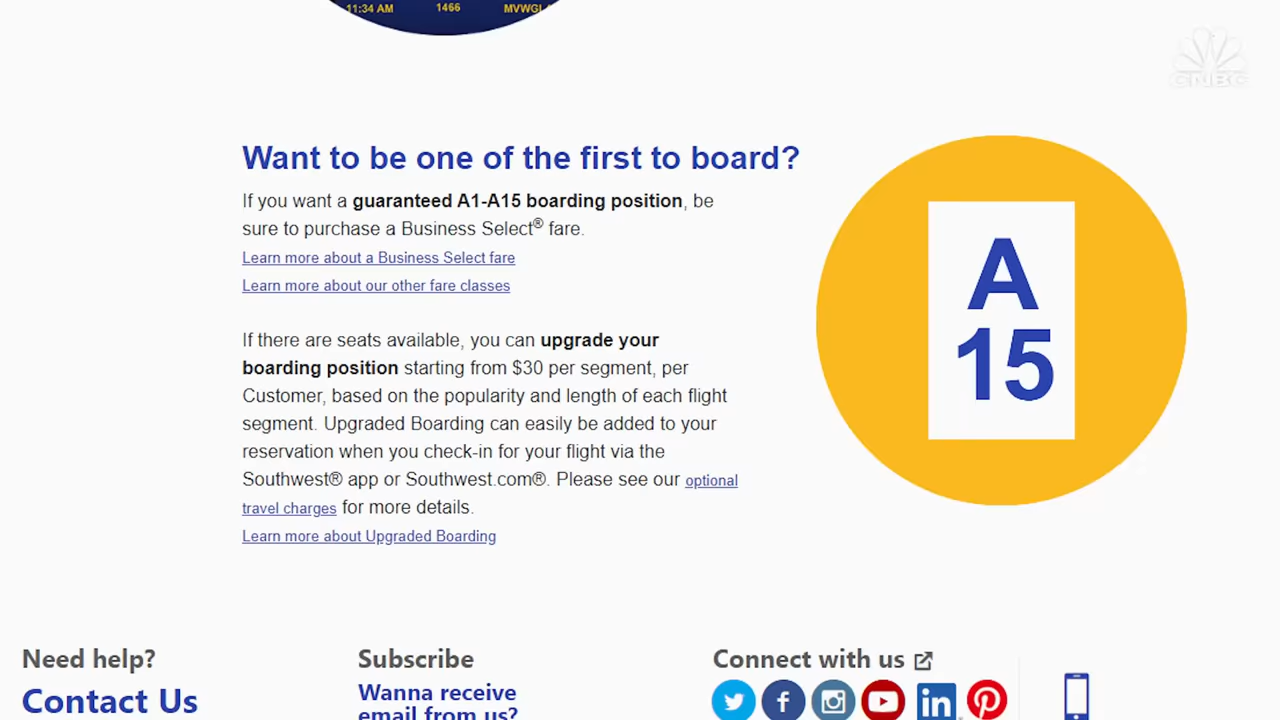 11:34 AM 1466
CNBC
Want to be one of the first to board?
If you want a guaranteed A1-A15 boarding position, be
sure to purchase a Business Select® fare.
Learn more about a Business Select fare
Learn more about our other fare classes
A
15
If there are seats available, you can upgrade your
boarding position starting from $30 per segment, per
Customer, based on the popularity and length of each flight
segment. Upgraded Boarding can easily be added to your
reservation when you check-in for your flight via the
Southwest® app or Southwest.com®. Please see our optional
travel charges for more details.
Learn more about Upgraded Boarding
Need help?
Contact Us
Subscribe
Wanna receive
email from us?
Connect with us